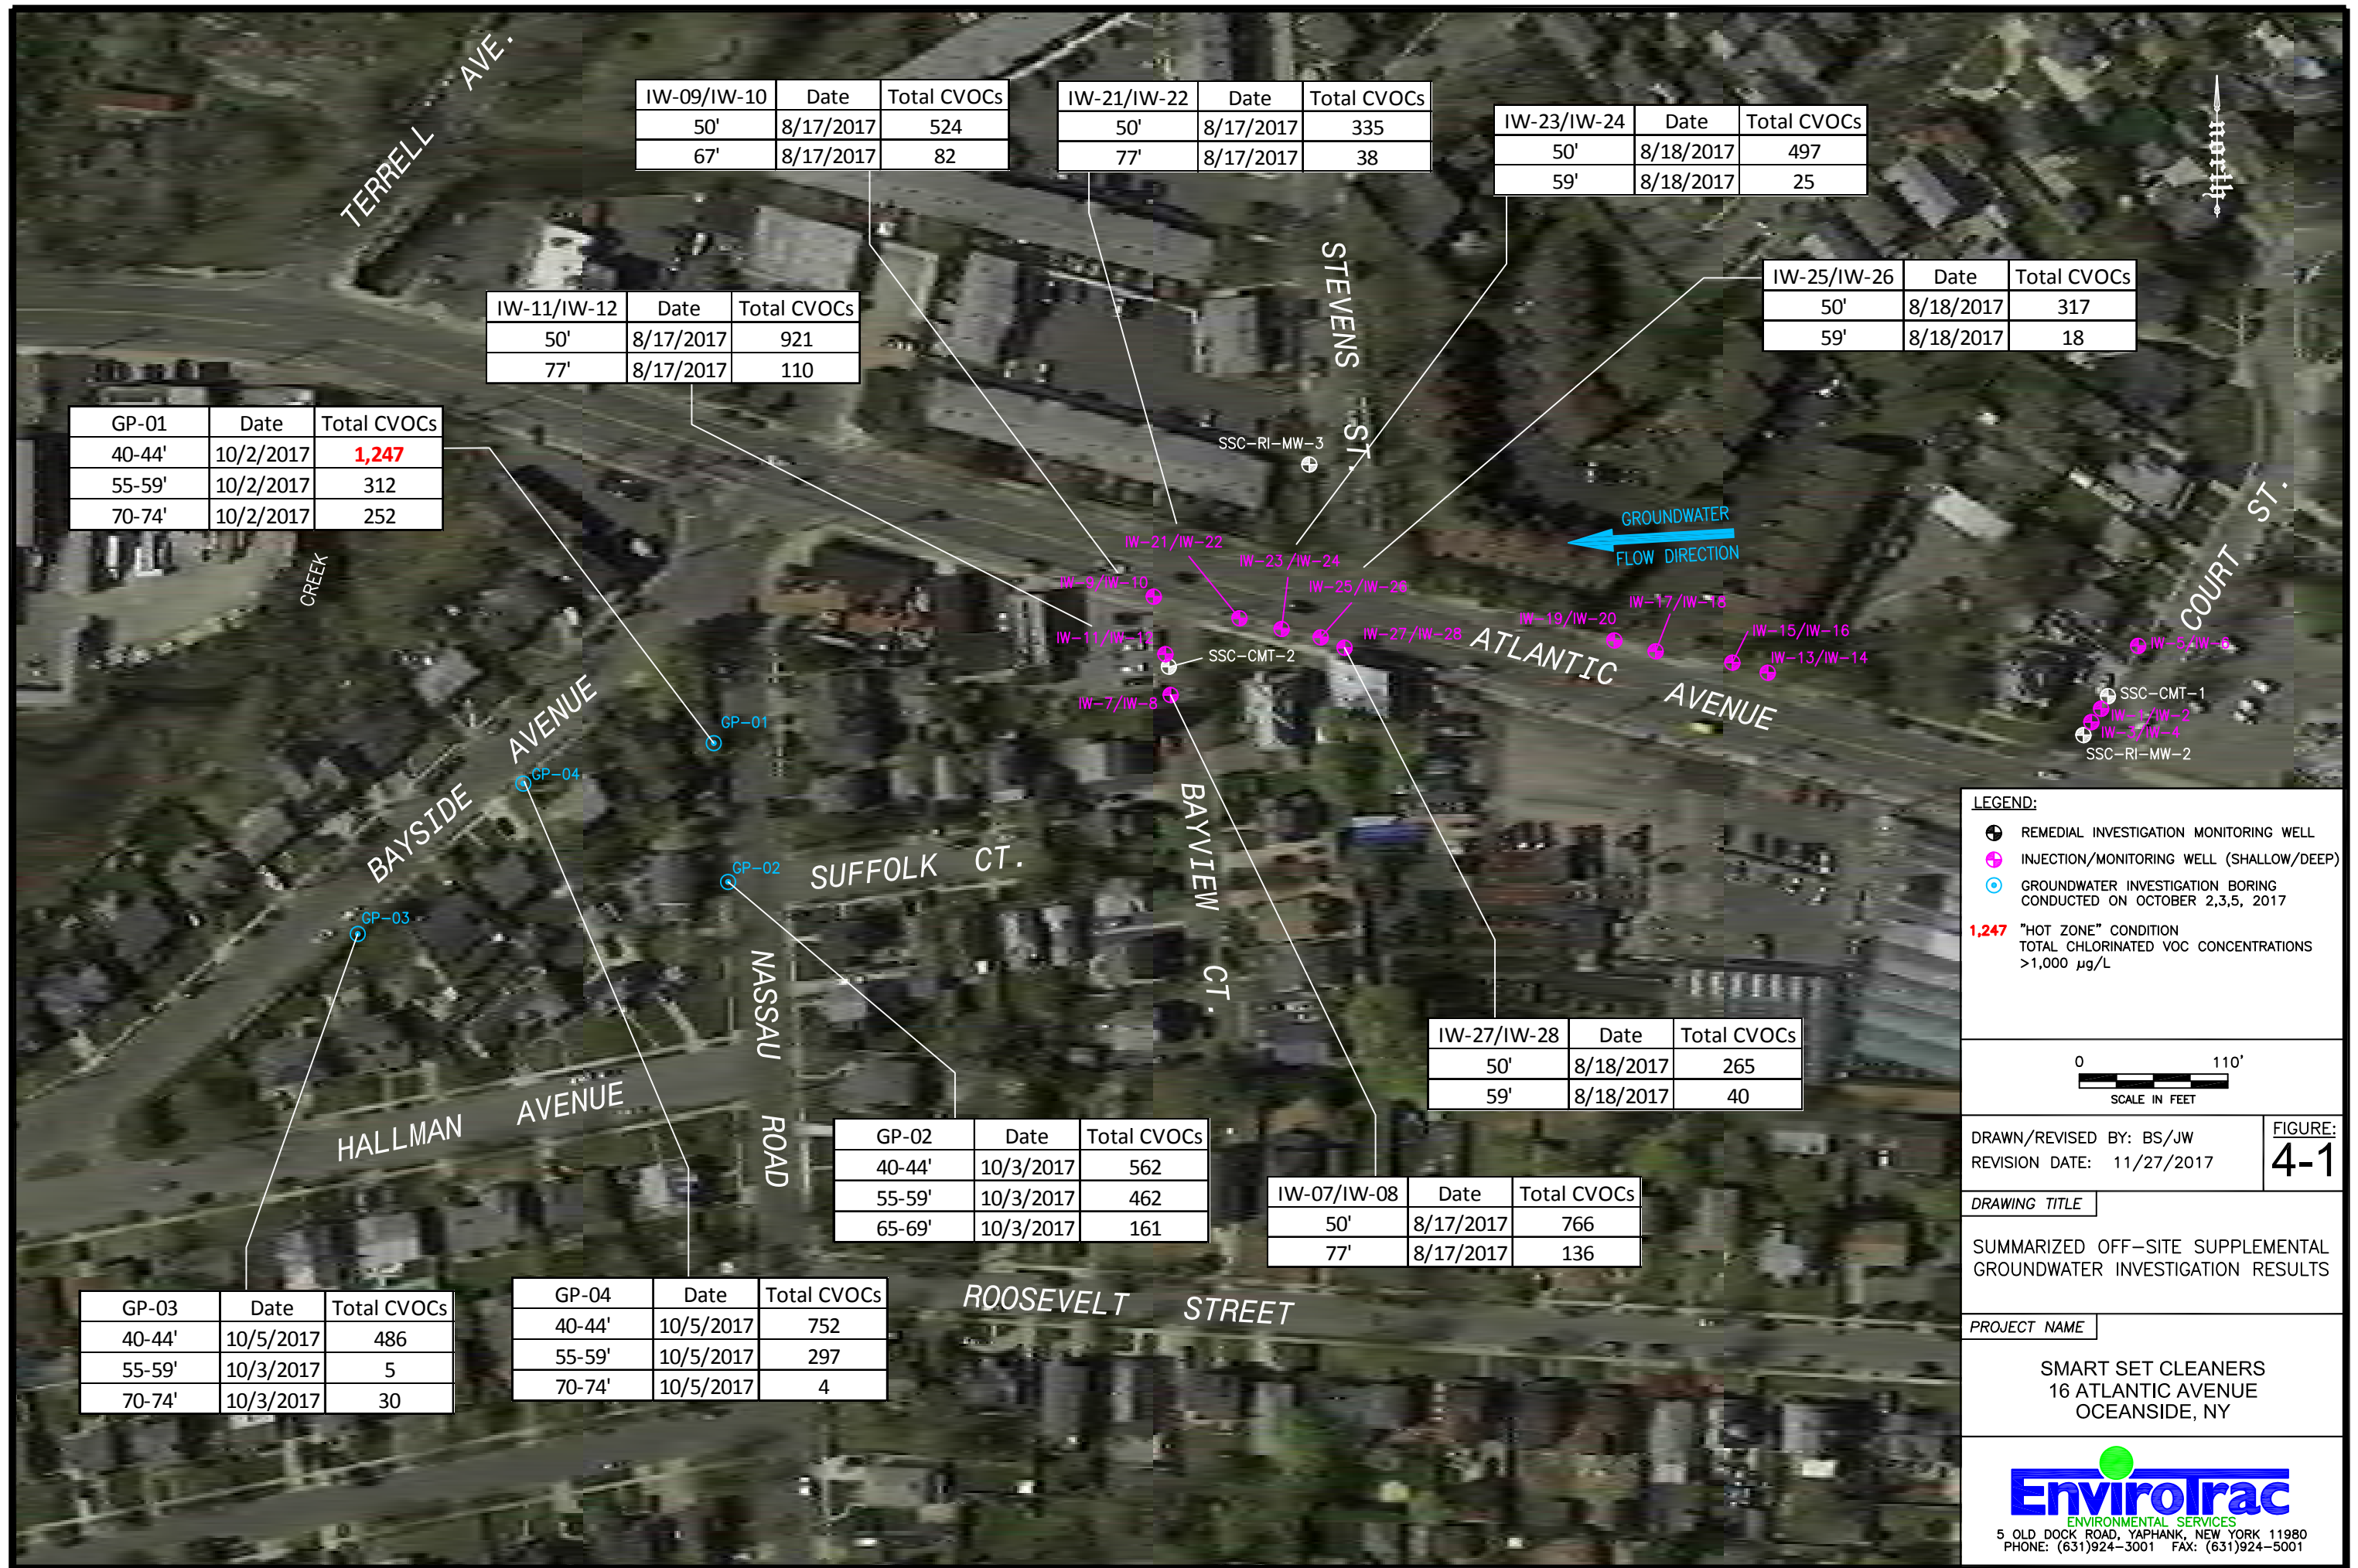 TERRELL AVE.
IW-09/IW-10 Date Total CVOCs
50' 8/17/2017 524
67' 8/17/2017 82
IW-21/IW-22 Date Total CVOCs
50' 8/17/2017 335
77' 8/17/2017 38
IW-23/IW-24 Date Total CVOCs
50' 8/18/2017 497
59' 8/18/2017 25
north
IW-11/IW-12 Date Total CVOCs
50' 8/17/2017 921
77' 8/17/2017 110
STEVENS ST.
IW-25/IW-26 Date Total CVOCs
50' 8/18/2017 317
59' 8/18/2017 18
GP-01 Date Total CVOCs
40-44' 10/2/2017 1,247
55-59' 10/2/2017 312
70-74' 10/2/2017 252
SSC-RI-MW-3
GROUNDWATER
FLOW DIRECTION
COURT ST.
CREEK
IW-21/IW-22
IW-23/IW-24
IW-9/IW-10
IW-25/IW-26
IW-19/IW-20
IW-17/IW-18
IW-11/IW-12
IW-27/IW-28
IW-15/IW-16
IW-5/IW-6
SSC-CMT-2
IW-13/IW-14
ATLANTIC AVENUE
IW-7/IW-8
SSC-CMT-1
IW-1/IW-2
IW-3/IW-4
SSC-RI-MW-2
GP-01
GP-04
BAYSIDE AVENUE
GP-02
SUFFOLK CT.
BAYVIEW CT.
GP-03
NASSAU ROAD
HALLMAN AVENUE
IW-27/IW-28 Date Total CVOCs
50' 8/18/2017 265
59' 8/18/2017 40
GP-02 Date Total CVOCs
40-44' 10/3/2017 562
55-59' 10/3/2017 462
65-69' 10/3/2017 161
IW-07/IW-08 Date Total CVOCs
50' 8/17/2017 766
77' 8/17/2017 136
GP-03 Date Total CVOCs
40-44' 10/5/2017 486
55-59' 10/3/2017 5
70-74' 10/3/2017 30
GP-04 Date Total CVOCs
40-44' 10/5/2017 752
55-59' 10/5/2017 297
70-74' 10/5/2017 4
ROOSEVELT STREET
LEGEND:
REMEDIAL INVESTIGATION MONITORING WELL
INJECTION/MONITORING WELL (SHALLOW/DEEP)
GROUNDWATER INVESTIGATION BORING
CONDUCTED ON OCTOBER 2,3,5, 2017
1,247 "HOT ZONE" CONDITION
TOTAL CHLORINATED VOC CONCENTRATIONS
>1,000 µg/L
0 110'
SCALE IN FEET
DRAWN/REVISED BY: BS/JW
REVISION DATE: 11/27/2017
FIGURE:
4-1
DRAWING TITLE
SUMMARIZED OFF-SITE SUPPLEMENTAL
GROUNDWATER INVESTIGATION RESULTS
PROJECT NAME
SMART SET CLEANERS
16 ATLANTIC AVENUE
OCEANSIDE, NY
EnviroTrac
ENVIRONMENTAL SERVICES
5 OLD DOCK ROAD, YAPHANK, NEW YORK 11980
PHONE: (631)924-3001 FAX: (631)924-5001